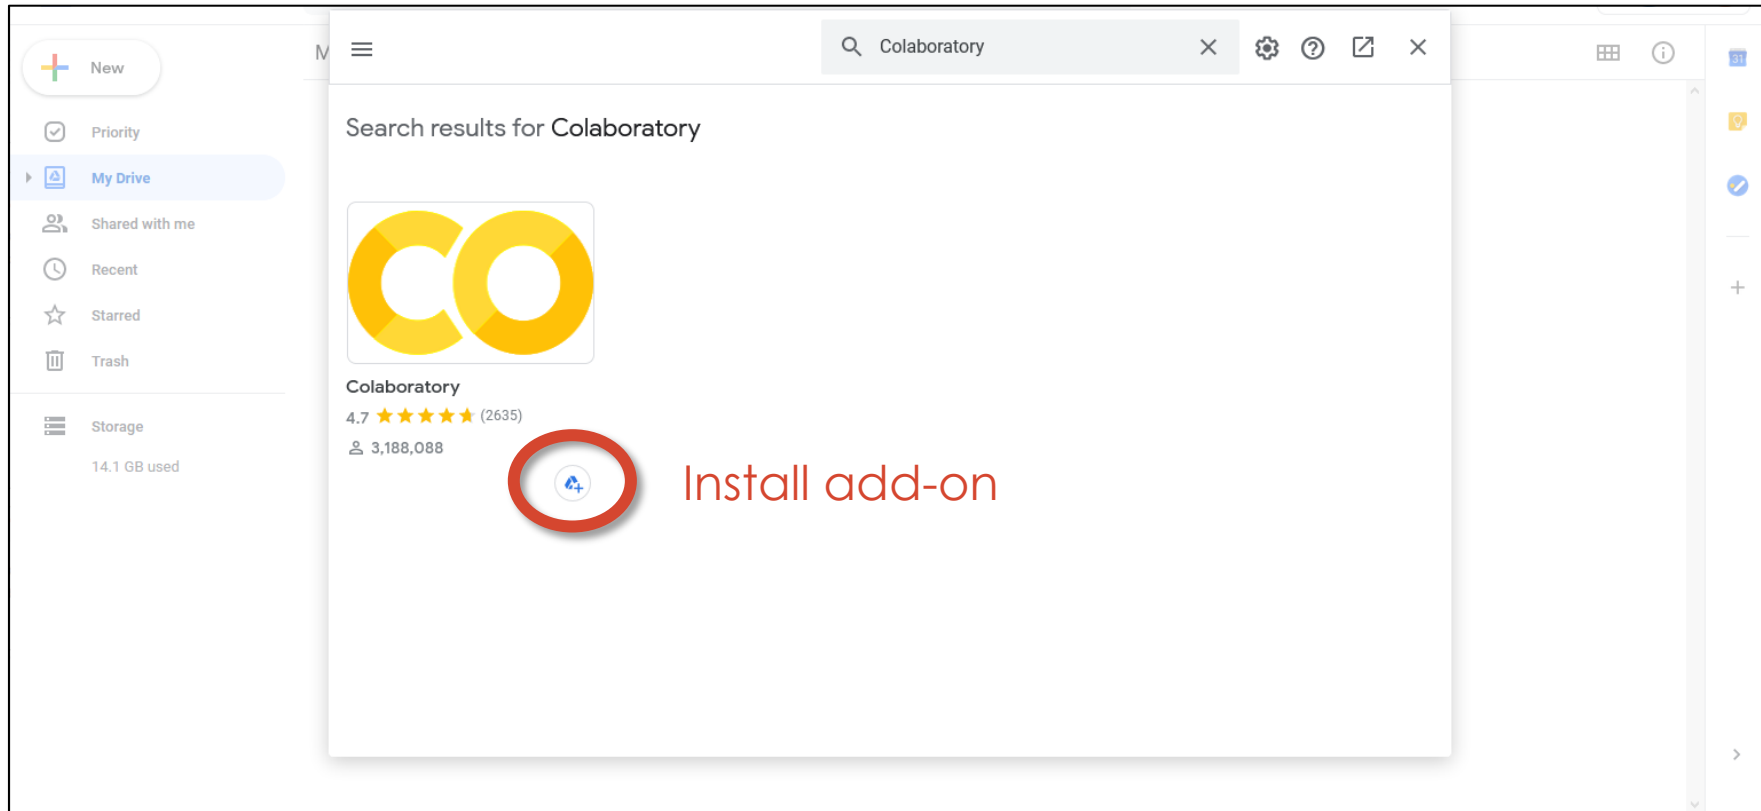 Colaboratory
New
M
Priority
My Drive
Shared with me
Recent
Starred
Trash
Storage
14.1 GB used
Search results for Colaboratory
CO
Colaboratory
4.7 (2635)
3,188,088
Install add-on
31